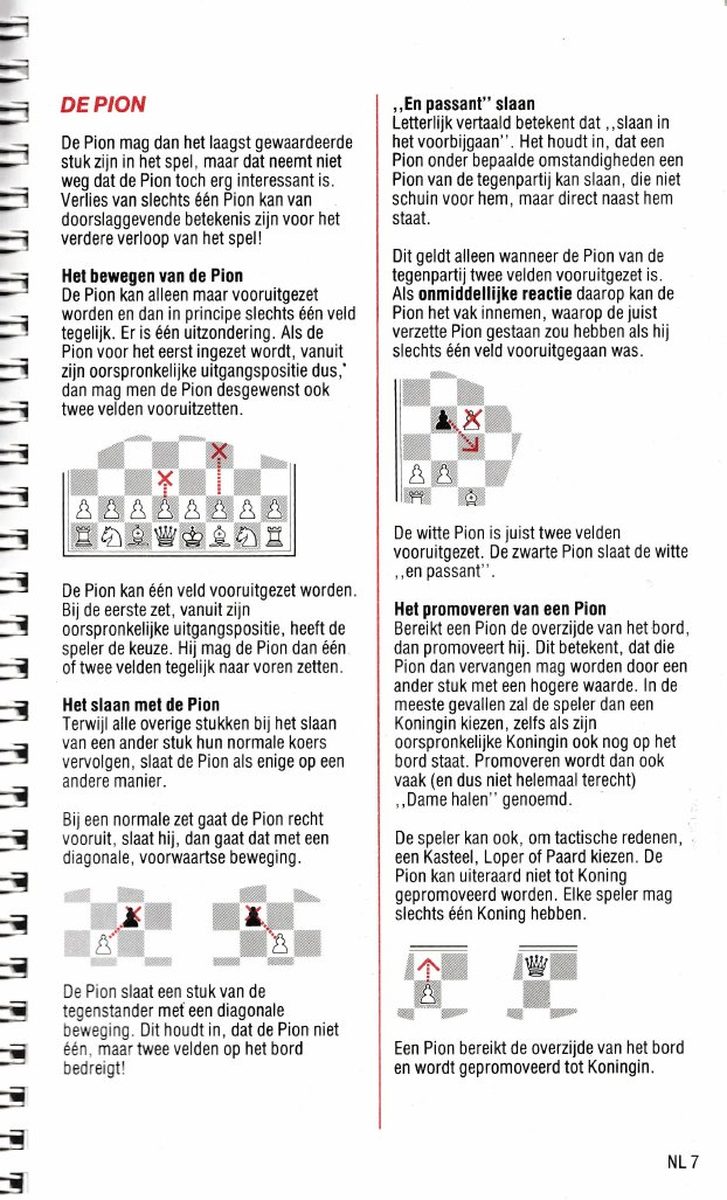 DE PION
De Pion mag dan het laagst gewaardeerde
stuk zijn in het spel, maar dat neemt niet
weg dat de Pion toch erg interessant is.
Verlies van slechts één Pion kan van
doorslaggevende betekenis zijn voor het
verdere verloop van het spel!
Het bewegen van de Pion
De Pion kan alleen maar vooruitgezet
worden en dan in principe slechts één veld
tegelijk. Er is één uitzondering. Als de
Pion voor het eerst ingezet wordt, vanuit
zijn oorspronkelijke uitgangspositie dus,
dan mag men de Pion desgewenst ook
twee velden vooruitzetten.
De Pion kan één veld vooruitgezet worden.
Bij de eerste zet, vanuit zijn
oorspronkelijke uitgangspositie, heeft de
speler de keuze. Hij mag de Pion dan één
of twee velden tegelijk naar voren zetten.
Het slaan met de Pion
Terwijl alle overige stukken bij het slaan
van een ander stuk hun normale koers
vervolgen, slaat de Pion als enige op een
andere manier.
Bij een normale zet gaat de Pion recht
vooruit, slaat hij, dan gaat dat met een
diagonale, voorwaartse beweging.
De Pion slaat een stuk van de
tegenstander met een diagonale
beweging. Dit houdt in, dat de Pion niet
één, maar twee velden op het bord
bedreigt!
,,En passant" slaan
Letterlijk vertaald betekent dat ,,slaan in
het voorbijgaan". Het houdt in, dat een
Pion onder bepaalde omstandigheden een
Pion van de tegenpartij kan slaan, die niet
schuin voor hem, maar direct naast hem
staat.
Dit geldt alleen wanneer de Pion van de
tegenpartij twee velden vooruitgezet is.
Als onmiddellijke reactie daarop kan de
Pion het vak innemen, waarop de juist
verzette Pion gestaan zou hebben als hij
slechts één veld vooruitgegaan was.
De witte Pion is juist twee velden
vooruitgezet. De zwarte Pion slaat de witte
,,en passant".
Het promoveren van een Pion
Bereikt een Pion de overzijde van het bord,
dan promoveert hij. Dit betekent, dat die
Pion dan vervangen mag worden door een
ander stuk met een hogere waarde. In de
meeste gevallen zal de speler dan een
Koningin kiezen, zelfs als zijn
oorspronkelijke Koningin ook nog op het
bord staat. Promoveren wordt dan ook
vaak (en dus niet helemaal terecht)
,,Dame halen" genoemd.
De speler kan ook, om tactische redenen,
een Kasteel, Loper of Paard kiezen. De
Pion kan uiteraard niet tot Koning
gepromoveerd worden. Elke speler mag
slechts één Koning hebben.
Een Pion bereikt de overzijde van het bord
en wordt gepromoveerd tot Koningin.
NL 7